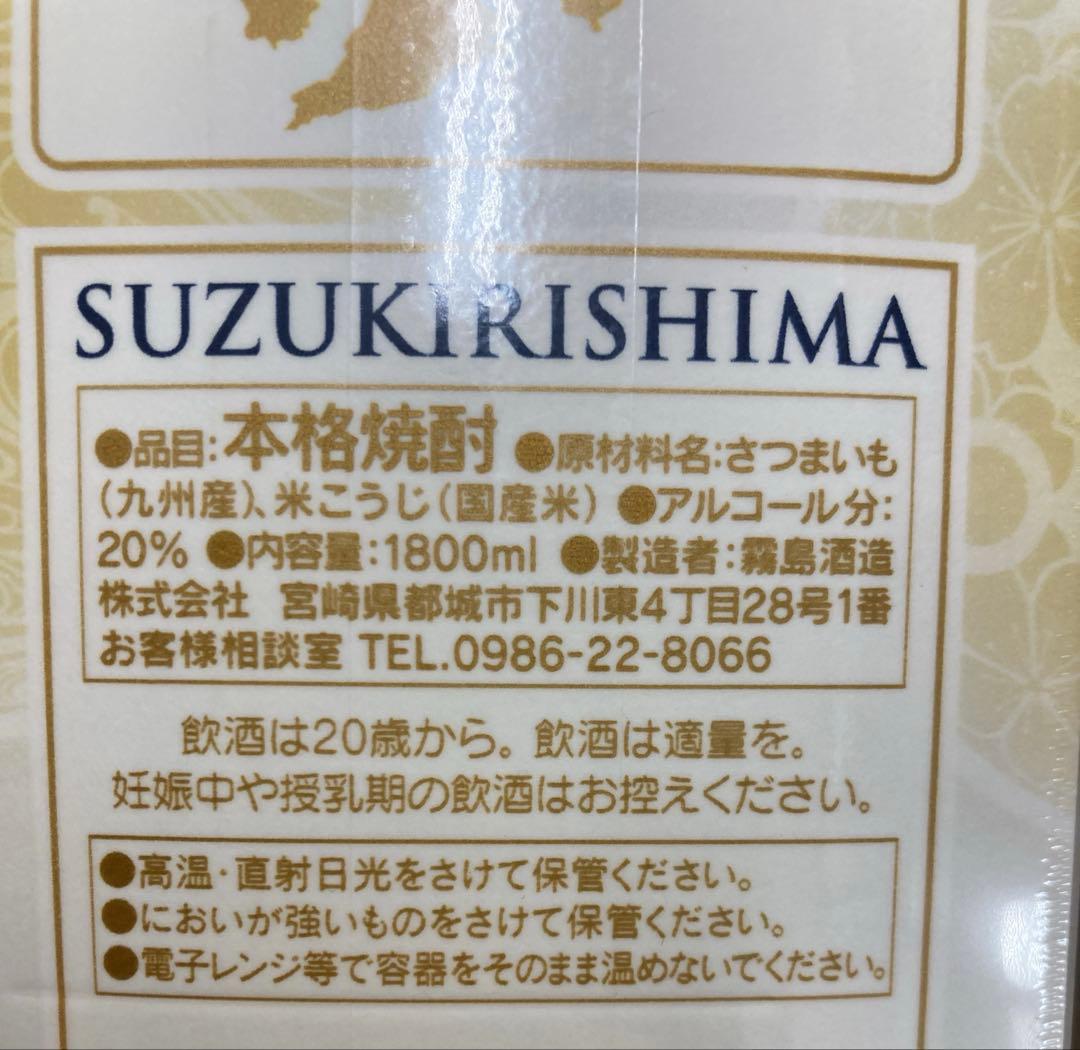 SUZUKIRISHIMA
●品目:本格焼酎 ●原材料名:さつまいも
(九州産)、米こうじ(国産米) ●アルコール分:
20% ●内容量:1800ml ●製造者:霧島酒造
株式会社 宮崎県都城市下川東4丁目28号1番
お客様相談室 TEL.0986-22-8066
飲酒は20歳から。飲酒は適量を。
妊娠中や授乳期の飲酒はお控えください。
●高温・直射日光をさけて保管ください。
●においが強いものをさけて保管ください。
●電子レンジ等で容器をそのまま温めないでください。